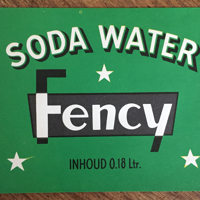 SODA WATER
Fency
INHOUD 0.18 Ltr.